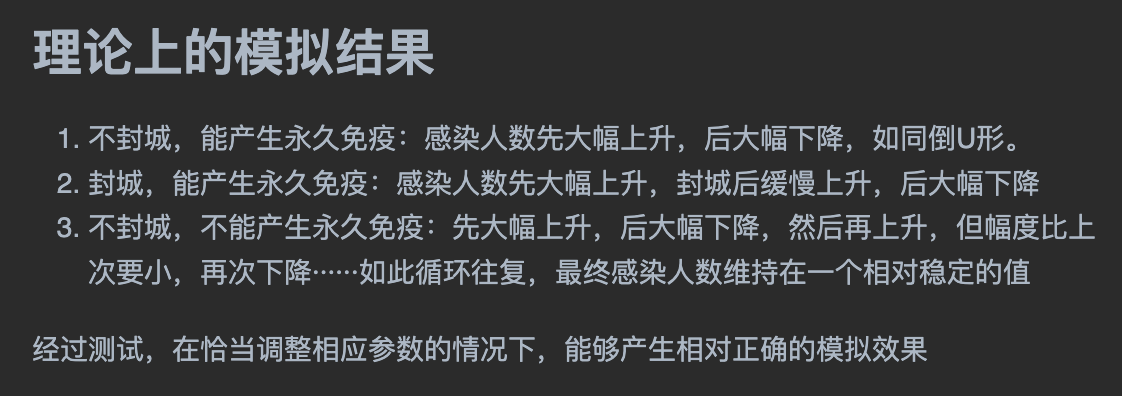 理论上的模拟结果
1. 不封城，能产生永久免疫：感染人数先大幅上升，后大幅下降，如同倒U形。
2. 封城，能产生永久免疫：感染人数先大幅上升，封城后缓慢上升，后大幅下降
3. 不封城，不能产生永久免疫：先大幅上升，后大幅下降，然后再上升，但幅度比上
次要小，再次下降……如此循环往复，最终感染人数维持在一个相对稳定的值
经过测试，在恰当调整相应参数的情况下，能够产生相对正确的模拟效果